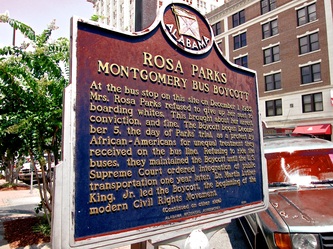 ALABAMA
ROSA PARKS
MONTGOMERY BUS BOYCOTT
At the bus stop on this site on December 1, 1955,
Mrs. Rosa Parks refused to give up her seat to
boarding whites. This brought about her arrest,
conviction, and fine. The Boycott began Decem-
ber 5, the day of Parks' trial, as a protest by
African-Americans for unequal treatment they
received on the bus line. Refusing to ride the
buses, they maintained the Boycott until the U.S.
Supreme Court ordered integration of public
transportation one year later. Dr. Martin Luther
King, Jr. led the Boycott, the beginning of the
modern Civil Rights Movement.
(Continued on other side)
ALABAMA